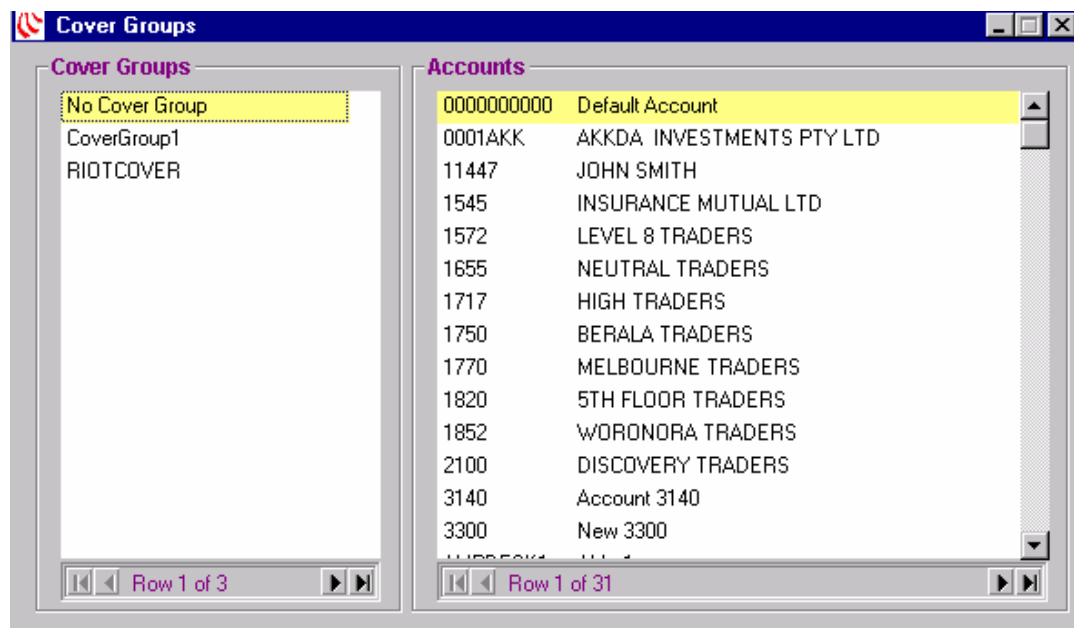 Cover Groups
Cover Groups
No Cover Group
CoverGroup1
RIOTCOVER
Row 1 of 3
Accounts
0000000000 Default Account
0001AKK AKKDA INVESTMENTS PTY LTD
11447 JOHN SMITH
1545 INSURANCE MUTUAL LTD
1572 LEVEL 8 TRADERS
1655 NEUTRAL TRADERS
1717 HIGH TRADERS
1750 BERALA TRADERS
1770 MELBOURNE TRADERS
1820 5TH FLOOR TRADERS
1852 WORONORA TRADERS
2100 DISCOVERY TRADERS
3140 Account 3140
3300 New 3300
Row 1 of 31